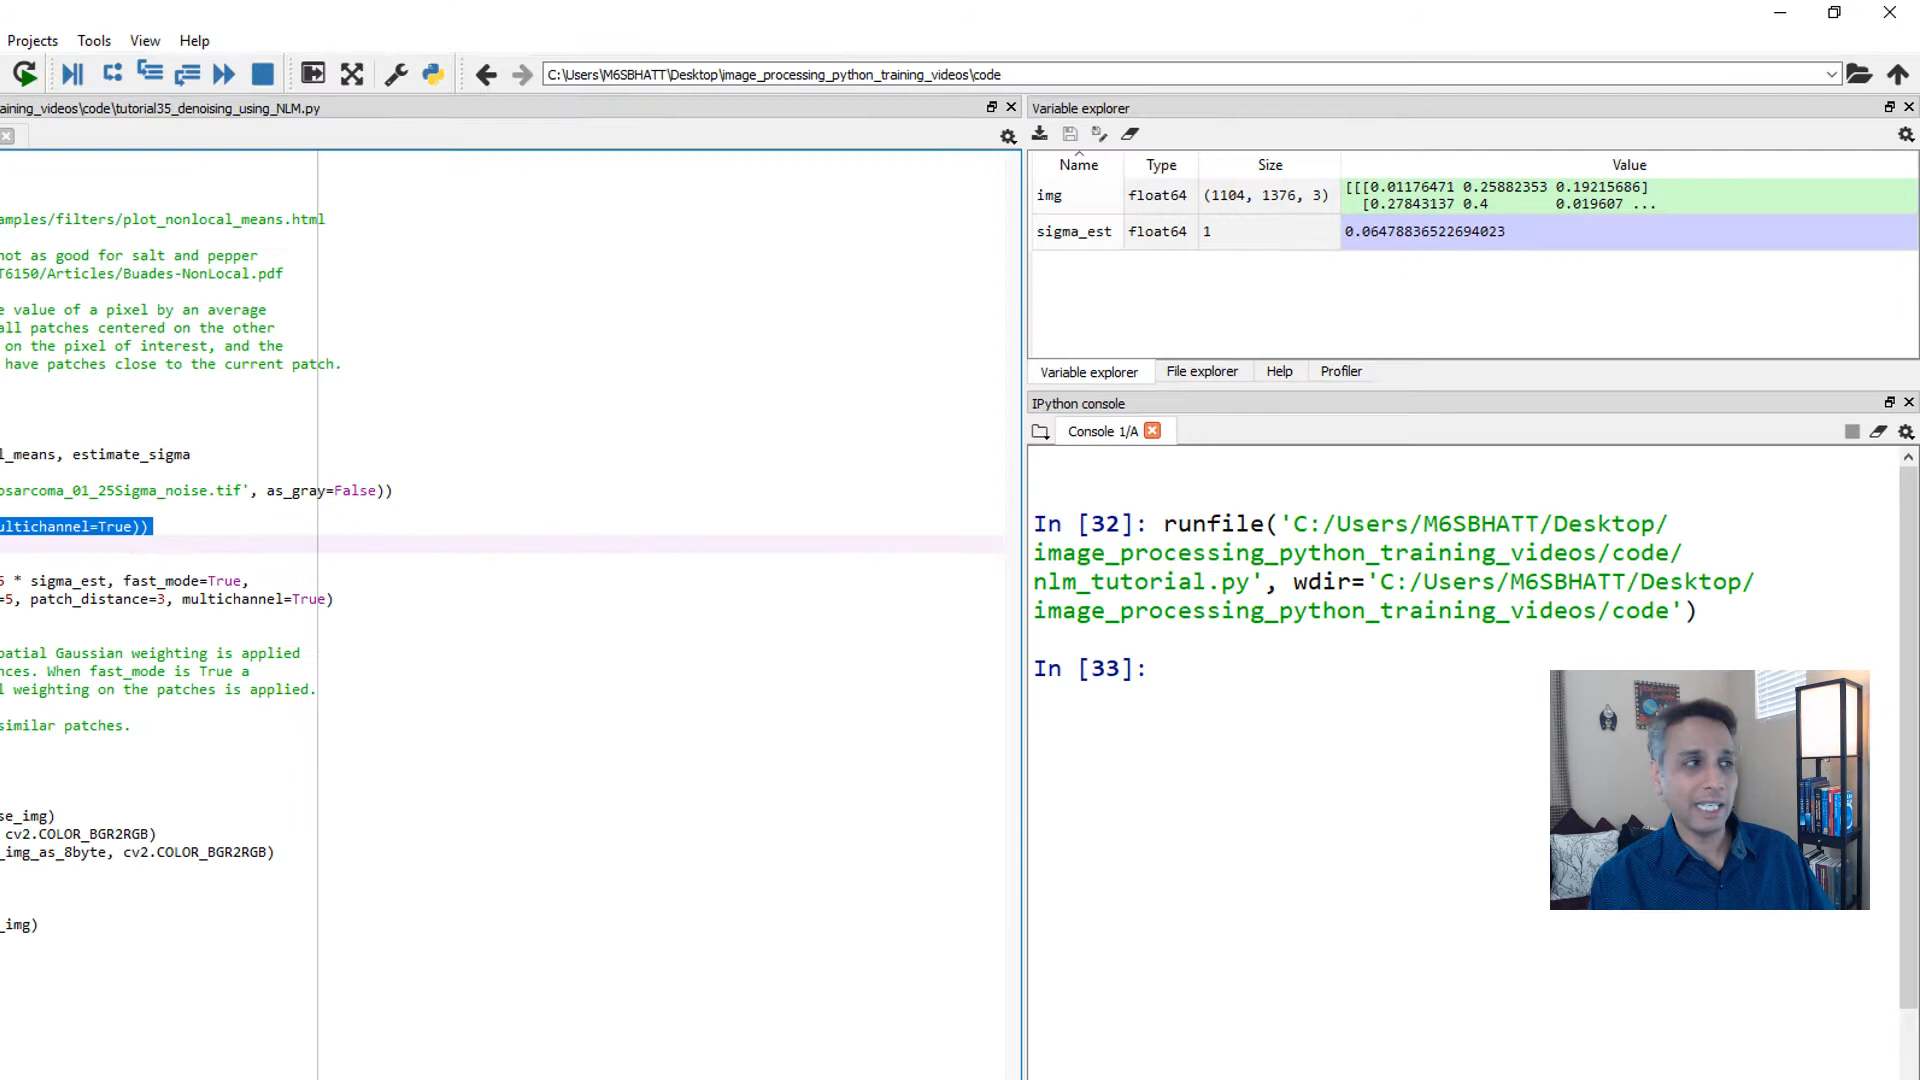 Projects Tools View Help
C:\Users\M6SBHATT\Desktop\image_processing_python_training_videos\code
aining_videos\code\tutorial35_denoising_using_NLM.py
amples/filters/plot_nonlocal_means.html
not as good for salt and pepper
T6150/Articles/Buades-NonLocal.pdf
e value of a pixel by an average
all patches centered on the other
on the pixel of interest, and the
have patches close to the current patch.
l_means, estimate_sigma
osarcoma_01_25Sigma_noise.tif', as_gray=False))
ultichannel=True))
5 * sigma_est, fast_mode=True,
=5, patch_distance=3, multichannel=True)
patial Gaussian weighting is applied
nces. When fast_mode is True a
l weighting on the patches is applied.
similar patches.
se_img)
cv2.COLOR_BGR2RGB)
_img_as_8byte, cv2.COLOR_BGR2RGB)
_img)
Variable explorer
Name Type Size Value
img float64 (1104, 1376, 3) [[[0.01176471 0.25882353 0.19215686]
[0.27843137 0.4 0.019607 ...
sigma_est float64 1 0.06478836522694023
Variable explorer File explorer Help Profiler
IPython console
Console 1/A
In [32]: runfile('C:/Users/M6SBHATT/Desktop/
image_processing_python_training_videos/code/
nlm_tutorial.py', wdir='C:/Users/M6SBHATT/Desktop/
image_processing_python_training_videos/code')
In [33]: